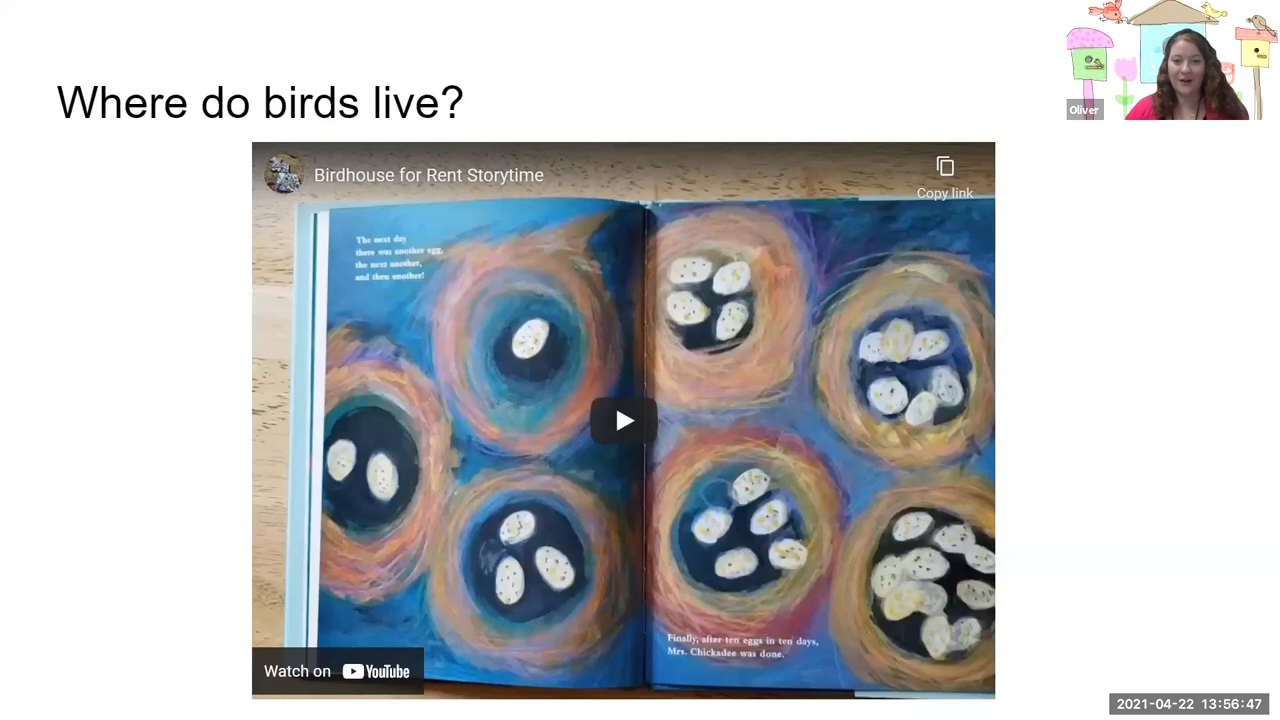 Where do birds live?
Oliver
Birdhouse for Rent Storytime
Copy link
The next day
there was another egg,
the next another,
and then another!
Finally, after ten eggs in ten days,
Mrs. Chickadee was done.
Watch on YouTube
2021-04-22 13:56:47